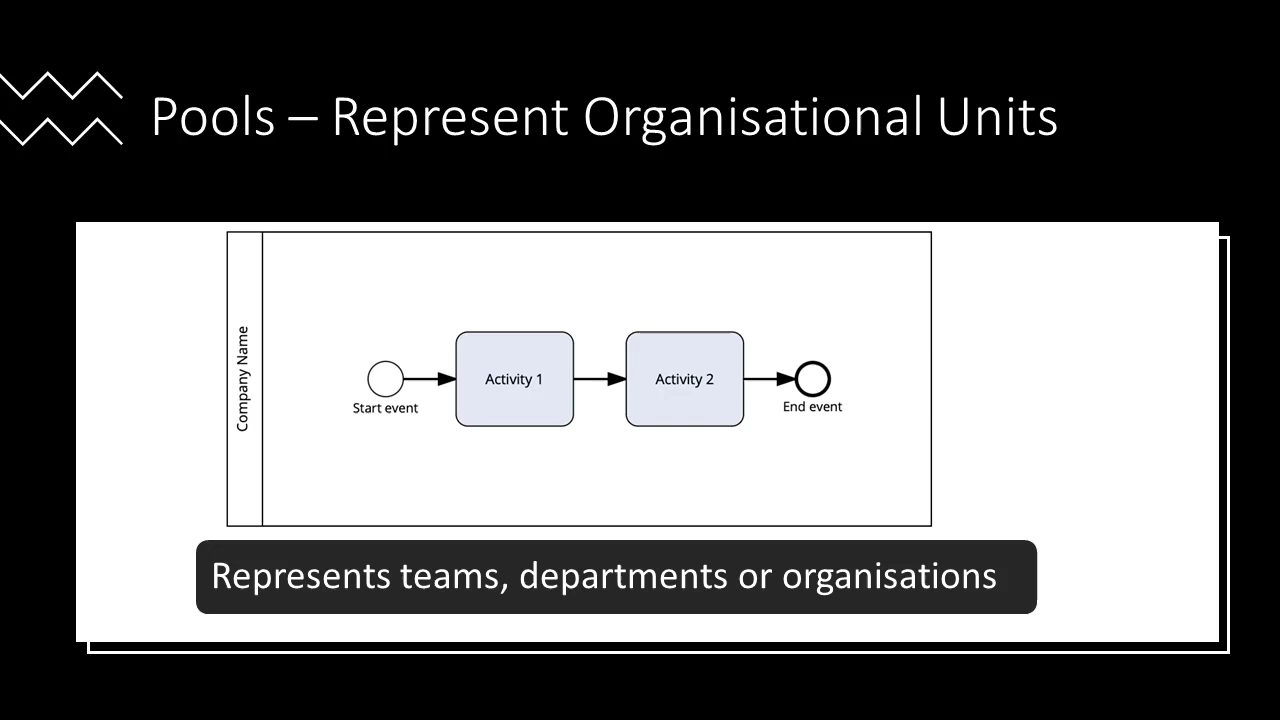 Pools – Represent Organisational Units
Company Name
Start event
Activity 1
Activity 2
End event
Represents teams, departments or organisations